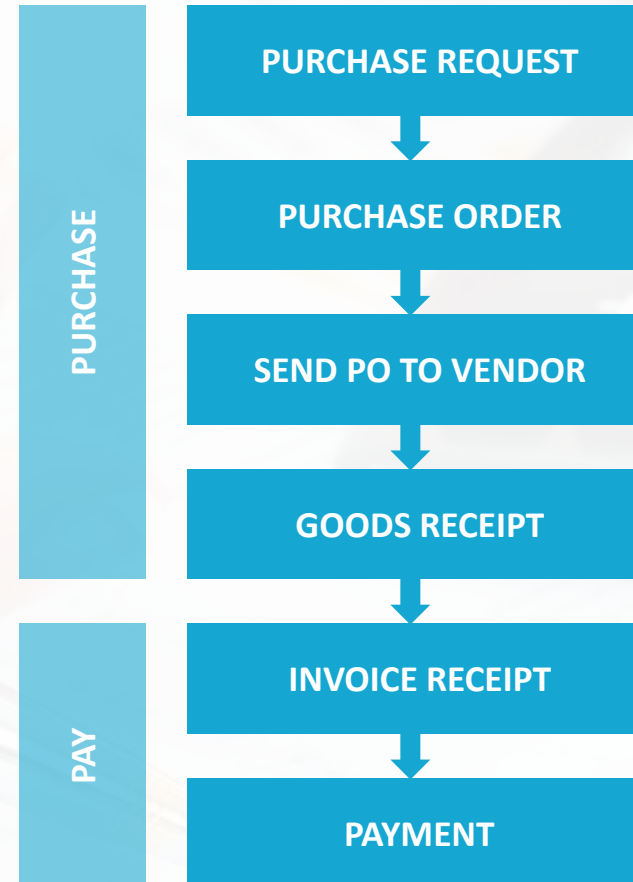 PURCHASE
PURCHASE REQUEST
PURCHASE ORDER
SEND PO TO VENDOR
GOODS RECEIPT
PAY
INVOICE RECEIPT
PAYMENT